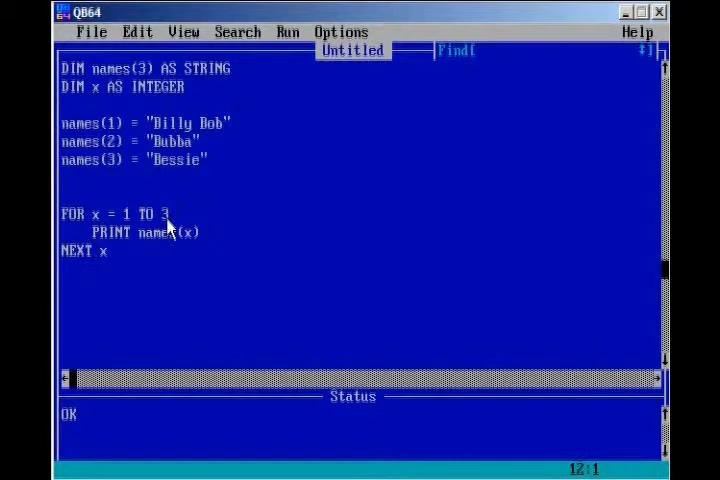 QB64
File Edit View Search Run Options Help
Untitled Find[
DIM names(3) AS STRING
DIM x AS INTEGER
names(1) = "Billy Bob"
names(2) = "Bubba"
names(3) = "Bessie"
FOR x = 1 TO 3
PRINT names(x)
NEXT x
Status
OK
12:1